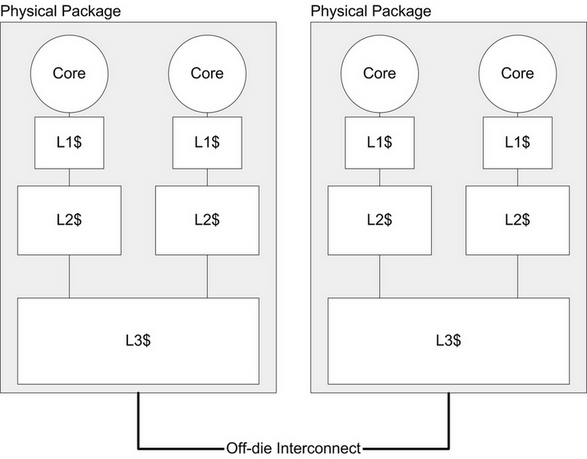 Physical Package
Physical Package
Core
Core
Core
Core
L1$
L1$
L1$
L1$
L2$
L2$
L2$
L2$
L3$
L3$
Off-die Interconnect